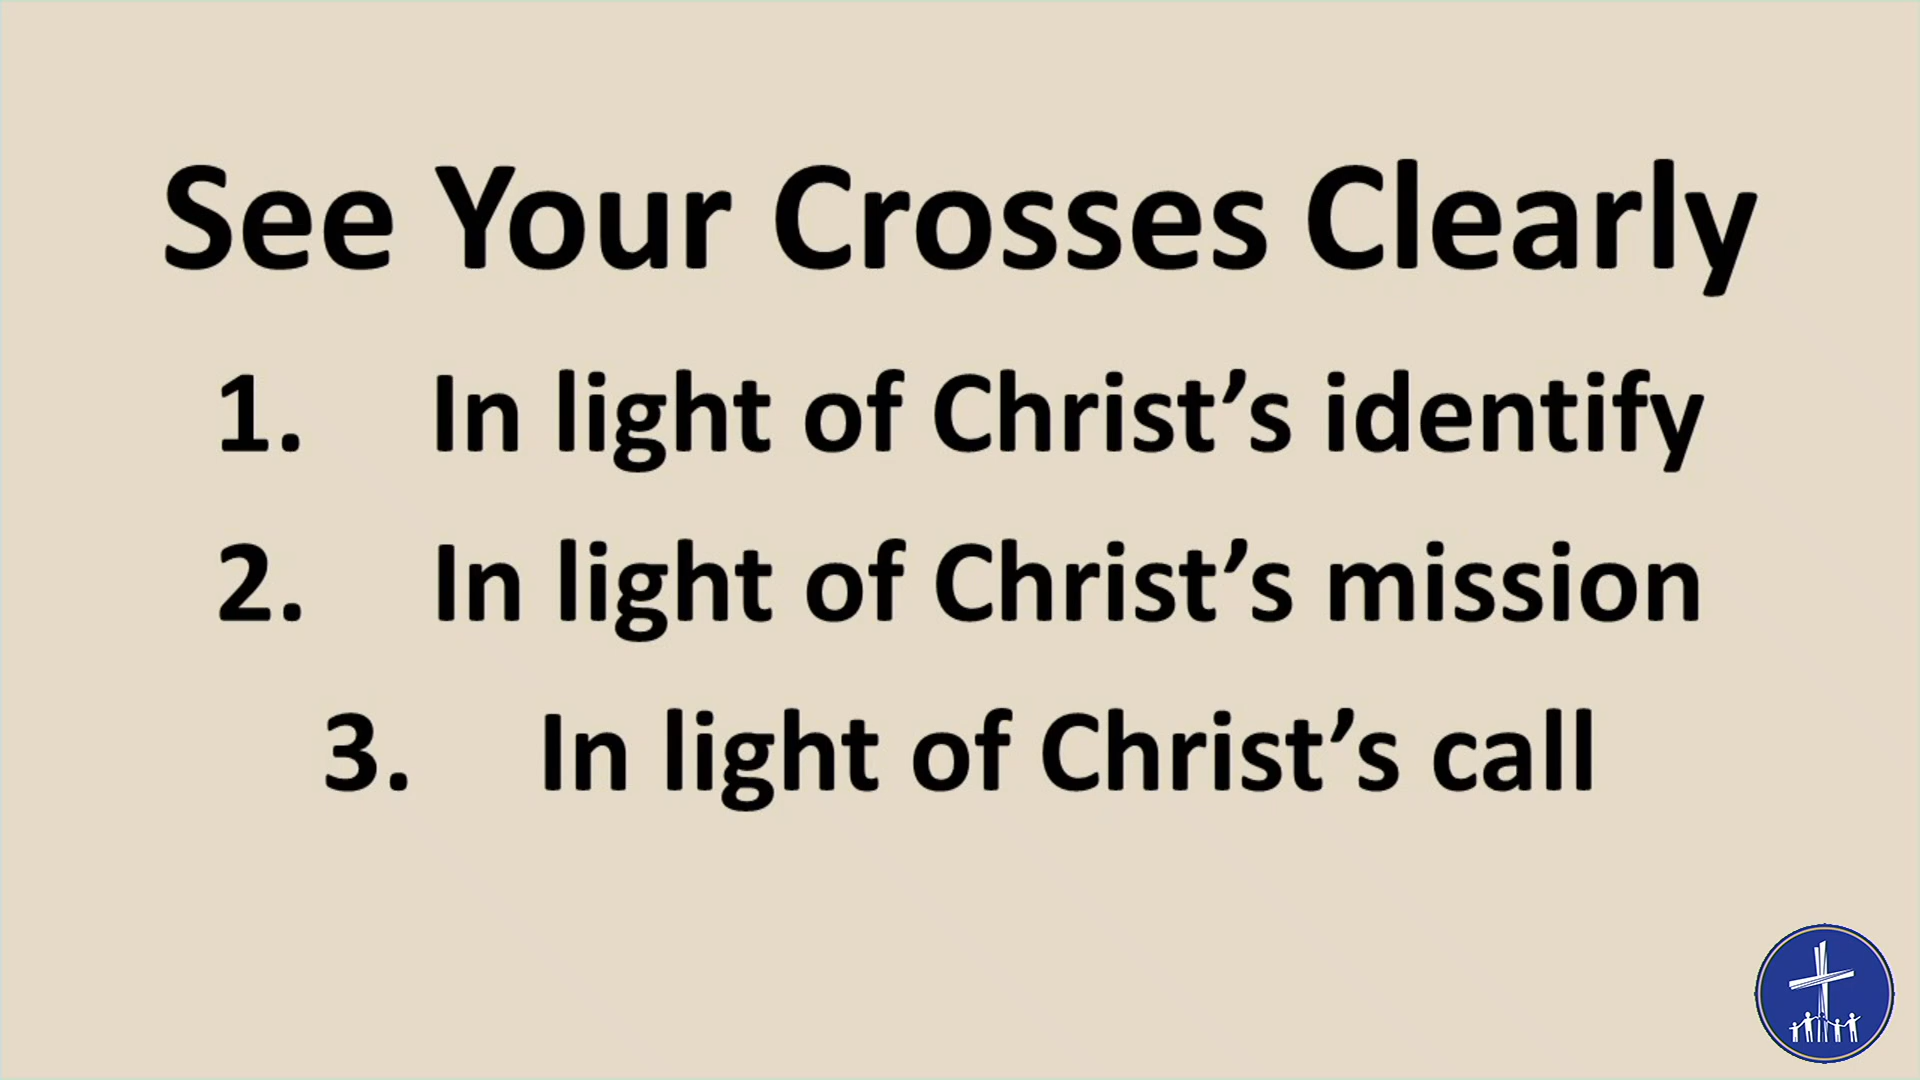 See Your Crosses Clearly
1. In light of Christ’s identify
2. In light of Christ’s mission
3. In light of Christ’s call